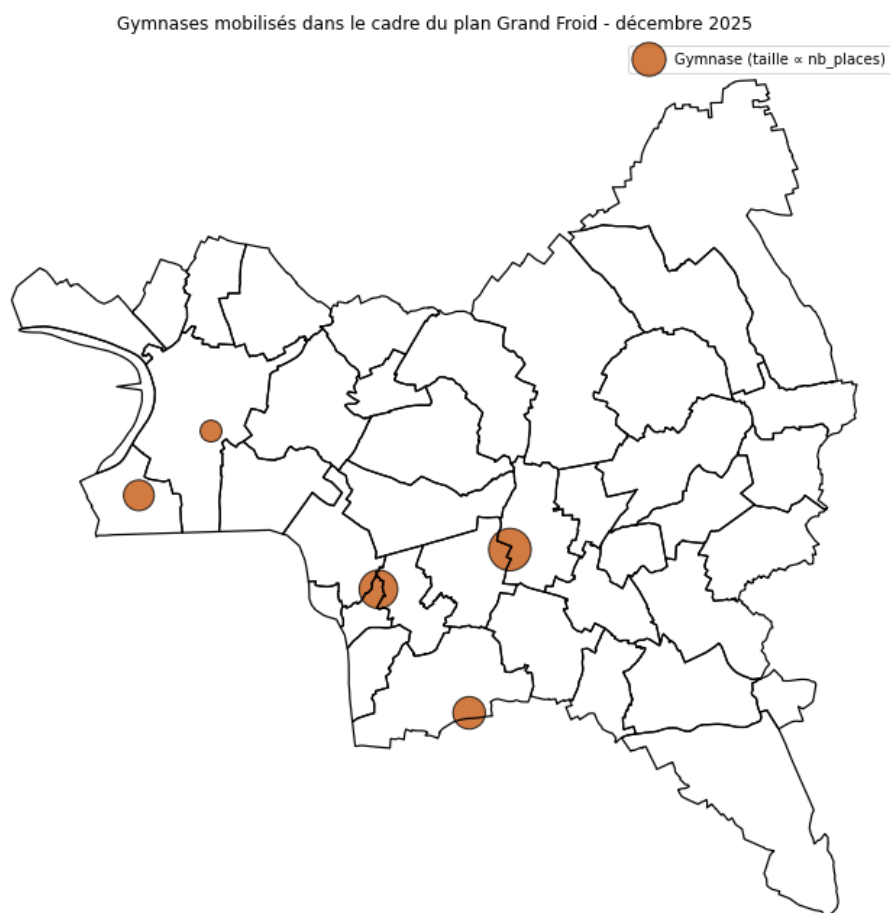 Gymnases mobilisés dans le cadre du plan Grand Froid - décembre 2025
Gymnase (taille ∝ nb_places)